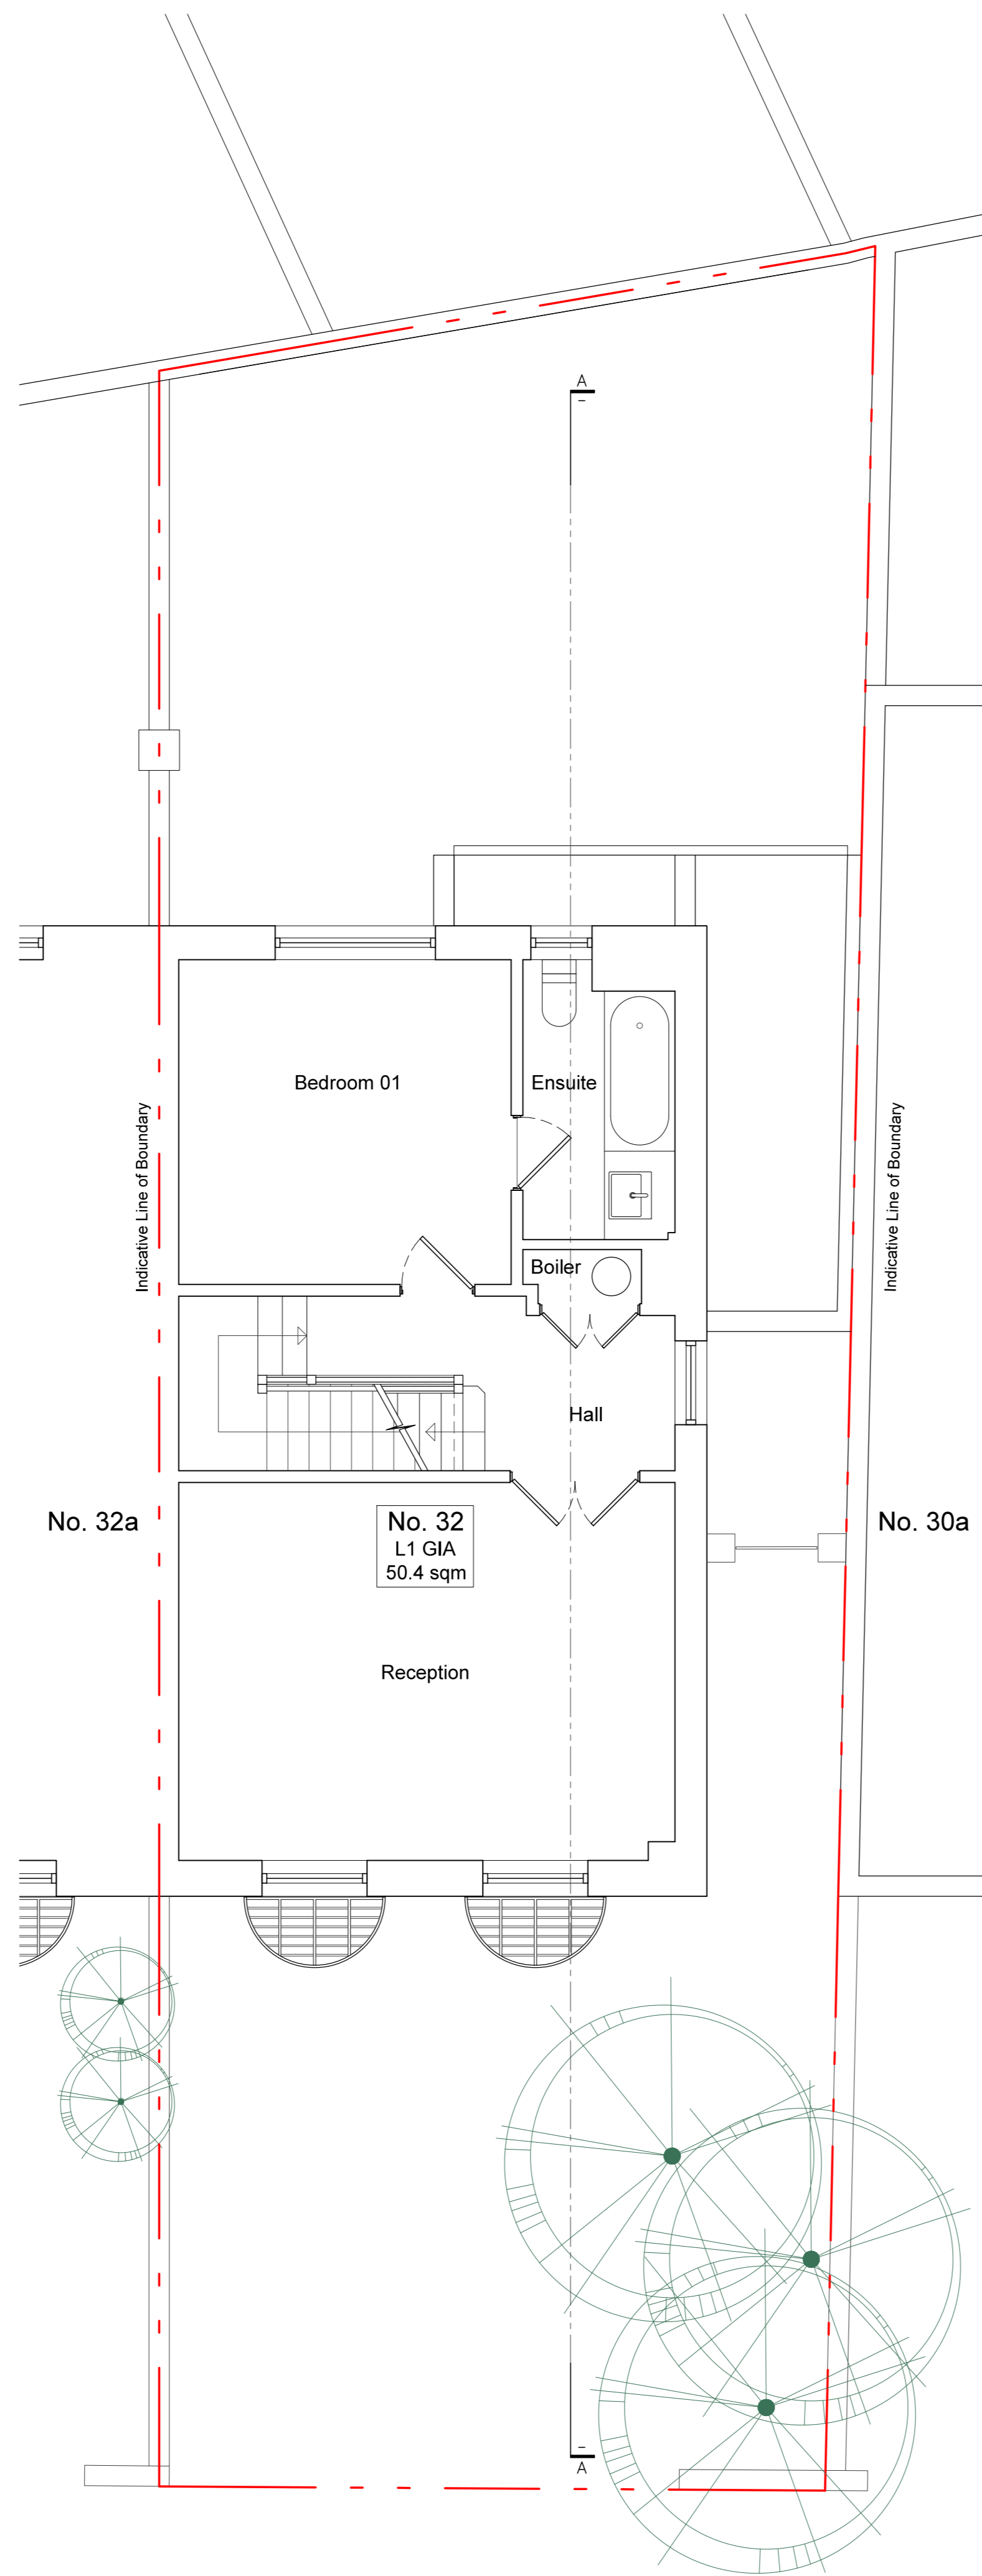 A
–
Bedroom 01
Ensuite
Indicative Line of Boundary
Indicative Line of Boundary
Boiler
Hall
No. 32a
No. 32
L1 GIA
50.4 sqm
No. 30a
Reception
–
A